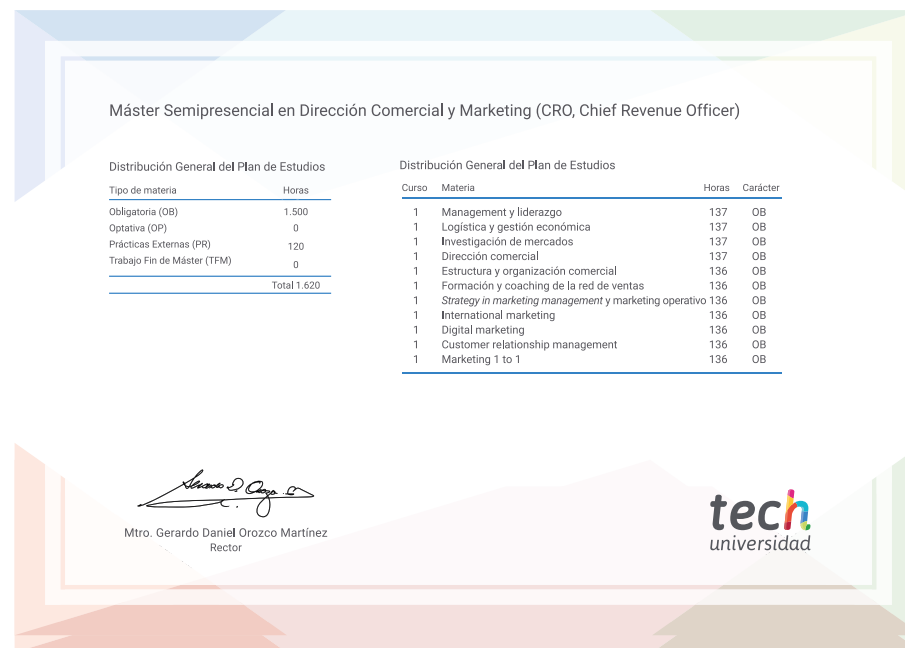 Máster Semipresencial en Dirección Comercial y Marketing (CRO, Chief Revenue Officer)
Distribución General del Plan de Estudios
Tipo de materia Horas
Obligatoria (OB) 1.500
Optativa (OP) 0
Prácticas Externas (PR) 120
Trabajo Fin de Máster (TFM) 0
Total 1.620
Distribución General del Plan de Estudios
Curso Materia Horas Carácter
1 Management y liderazgo 137 OB
1 Logística y gestión económica 137 OB
1 Investigación de mercados 137 OB
1 Dirección comercial 137 OB
1 Estructura y organización comercial 136 OB
1 Formación y coaching de la red de ventas 136 OB
1 Strategy in marketing management y marketing operativo 136 OB
1 International marketing 136 OB
1 Digital marketing 136 OB
1 Customer relationship management 136 OB
1 Marketing 1 to 1 136 OB
Mtro. Gerardo Daniel Orozco Martínez
Rector
tech
universidad